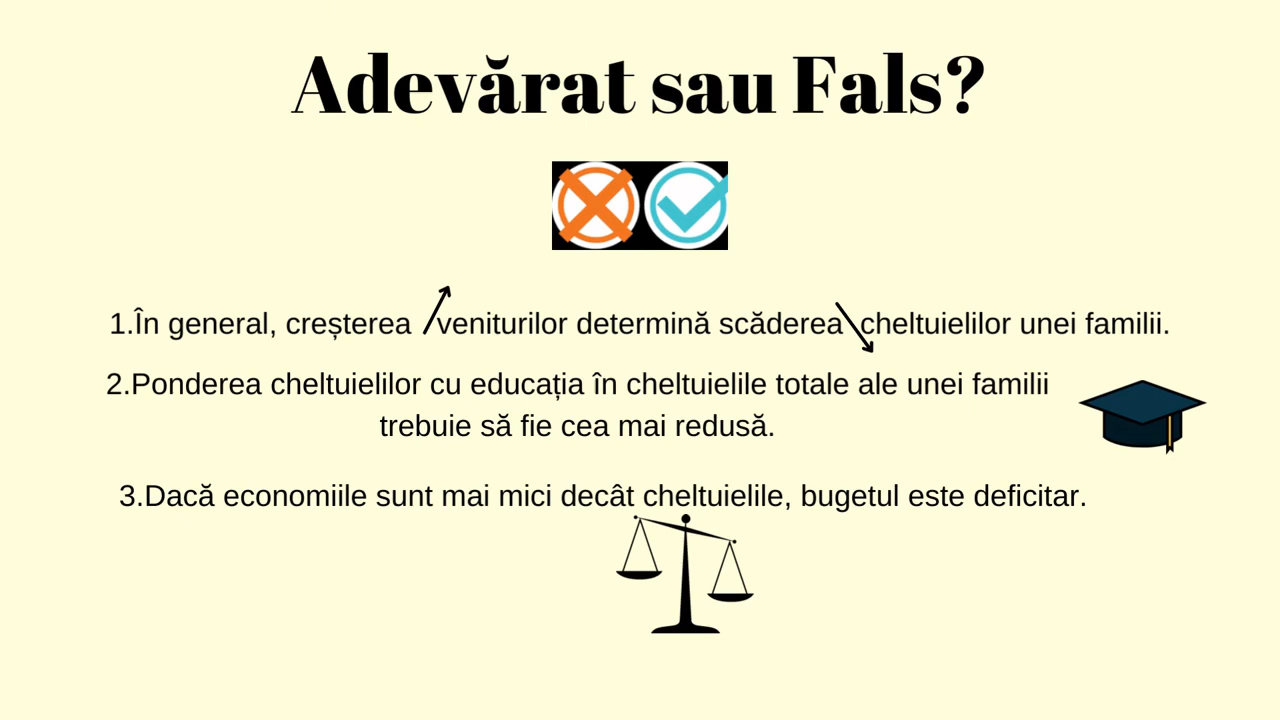 Adevărat sau Fals?
1.În general, creșterea veniturilor determină scăderea cheltuielilor unei familii.
2.Ponderea cheltuielilor cu educația în cheltuielile totale ale unei familii
trebuie să fie cea mai redusă.
3.Dacă economiile sunt mai mici decât cheltuielile, bugetul este deficitar.